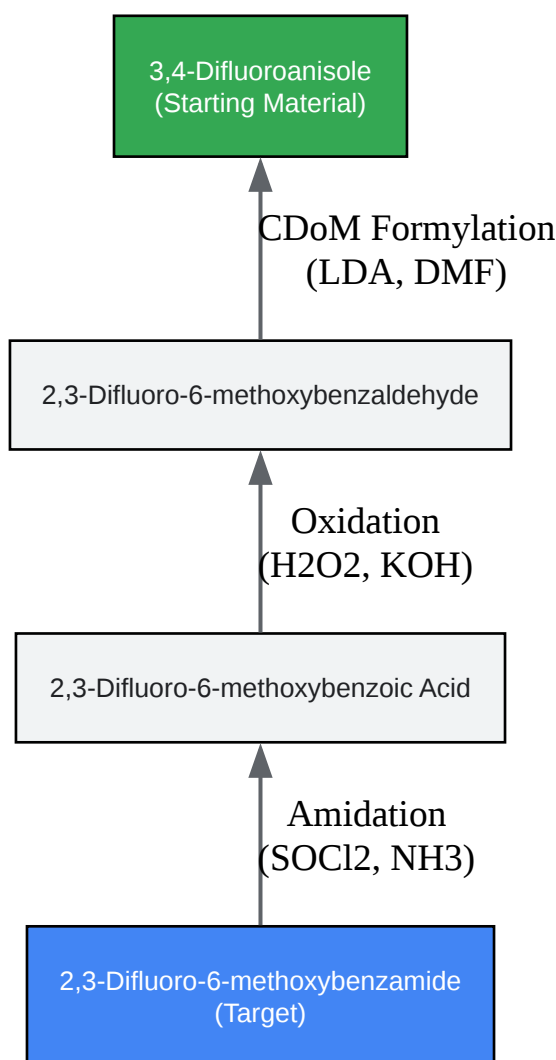 3,4-Difluoroanisole
(Starting Material)
CDoM Formylation
(LDA, DMF)
2,3-Difluoro-6-methoxybenzaldehyde
Oxidation
(H2O2, KOH)
2,3-Difluoro-6-methoxybenzoic Acid
Amidation
(SOCl2, NH3)
2,3-Difluoro-6-methoxybenzamide
(Target)